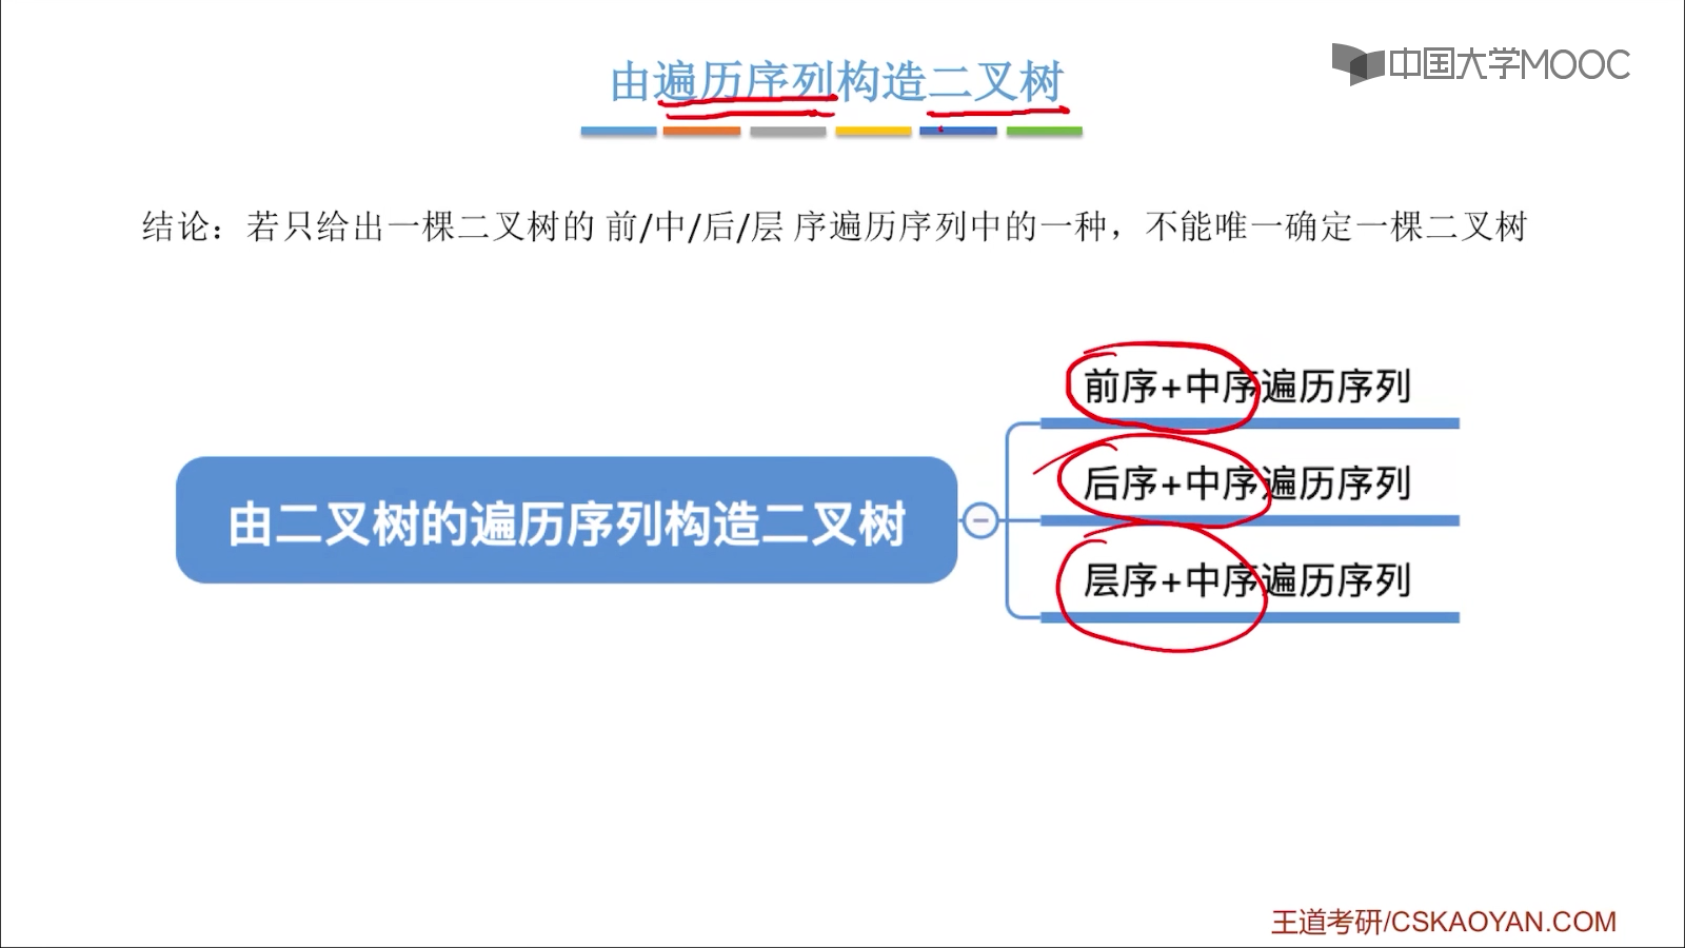 中国大学MOOC
由遍历序列构造二叉树
结论：若只给出一棵二叉树的 前/中/后/层 序遍历序列中的一种，不能唯一确定一棵二叉树
前序+中序遍历序列
后序+中序遍历序列
由二叉树的遍历序列构造二叉树
层序+中序遍历序列
王道考研/CSKAOYAN.COM